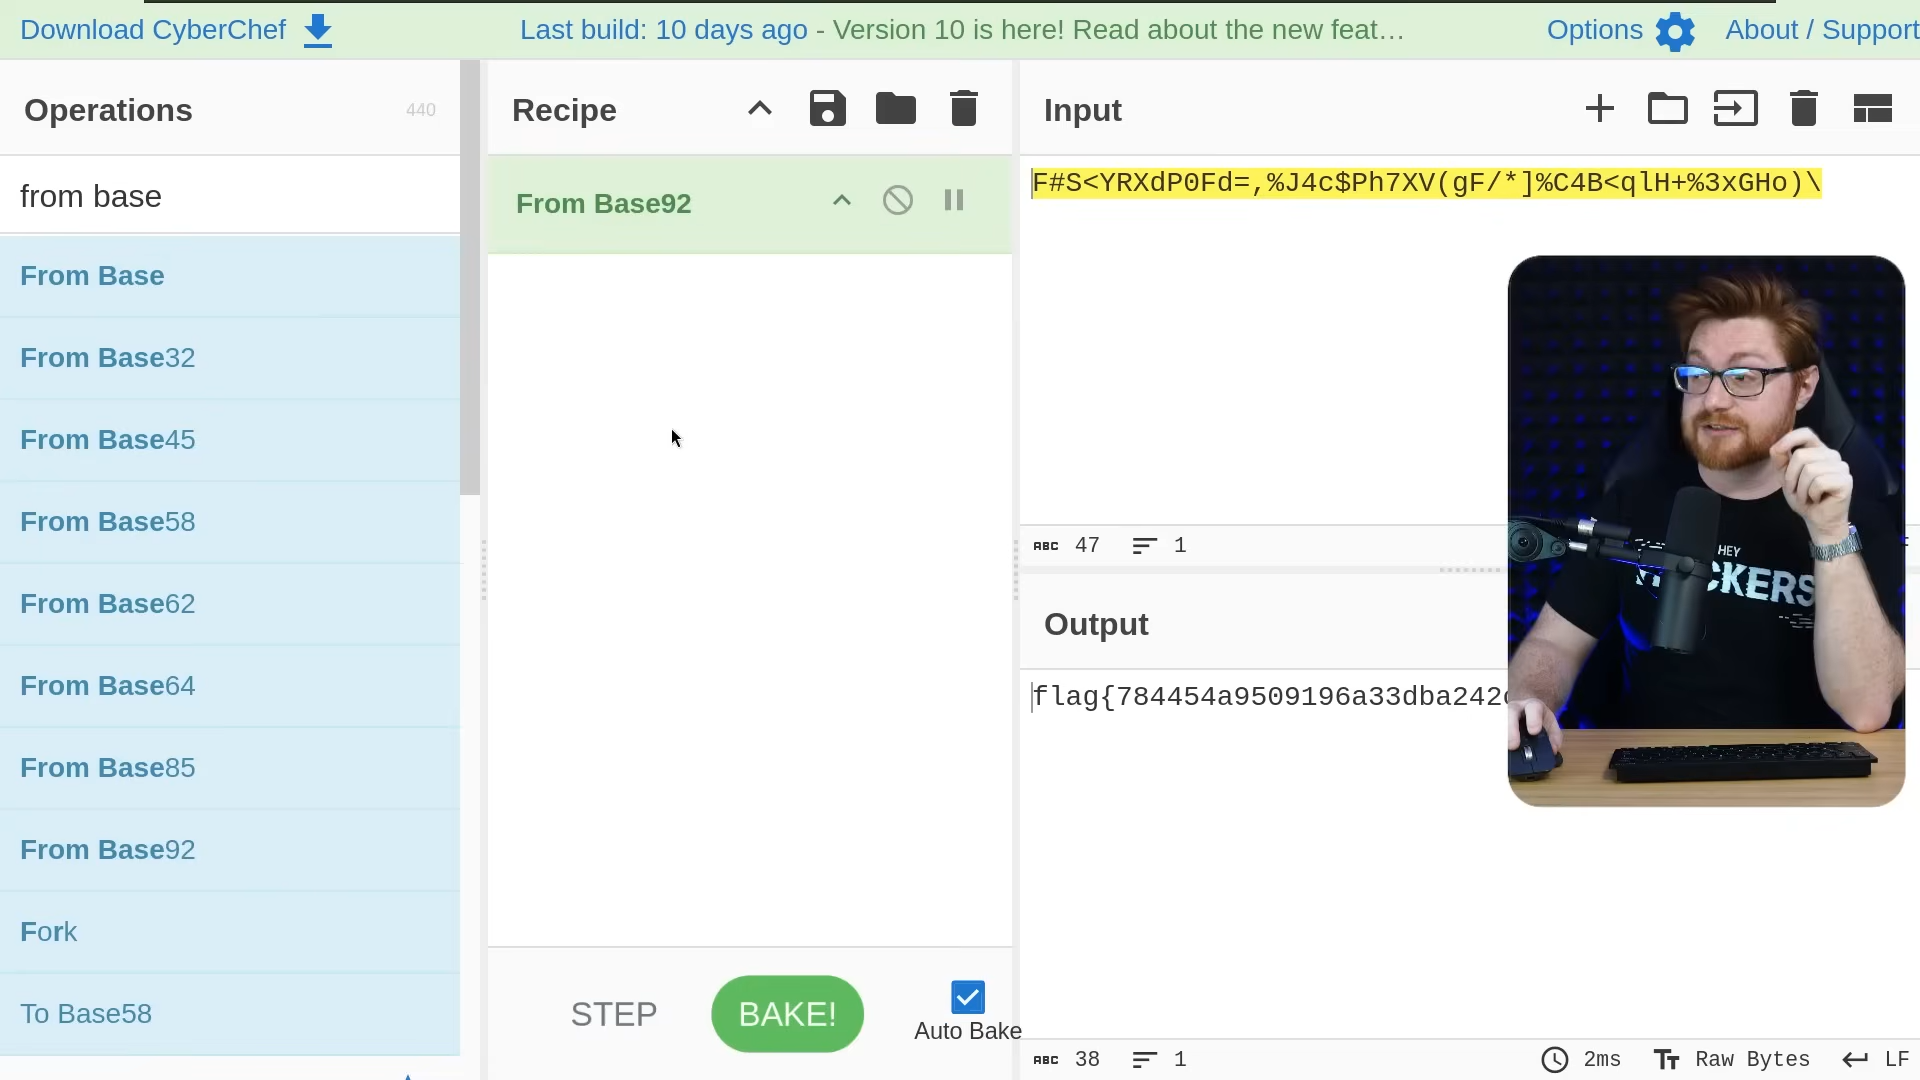 Download CyberChef
Last build: 10 days ago - Version 10 is here! Read about the new feat…
Options
About / Support
Operations
440
Recipe
Input
from base
From Base92
F#S<YRXdP0Fd=,%J4c$Ph7XV(gF/*]%C4B<qlH+%3xGHo)\
From Base
From Base32
From Base45
From Base58
From Base62
From Base64
From Base85
From Base92
Fork
To Base58
ABC 47
1
HEY
CKERS
Output
flag{784454a9509196a33dba242
STEP
BAKE!
Auto Bake
ABC 38
1
2ms
Raw Bytes
LF